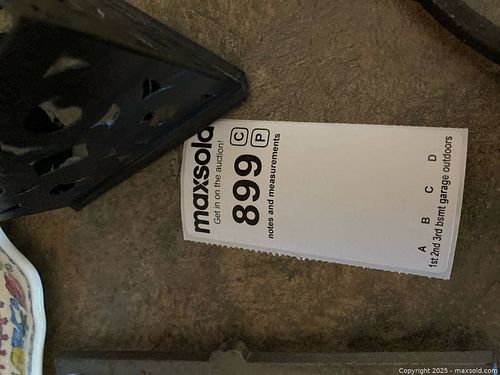 maxsold
Get in on the auction!
899 C P
notes and measurements
A B C D
1st 2nd 3rd bsmt garage outdoors
Copyright 2025 - maxsold.com